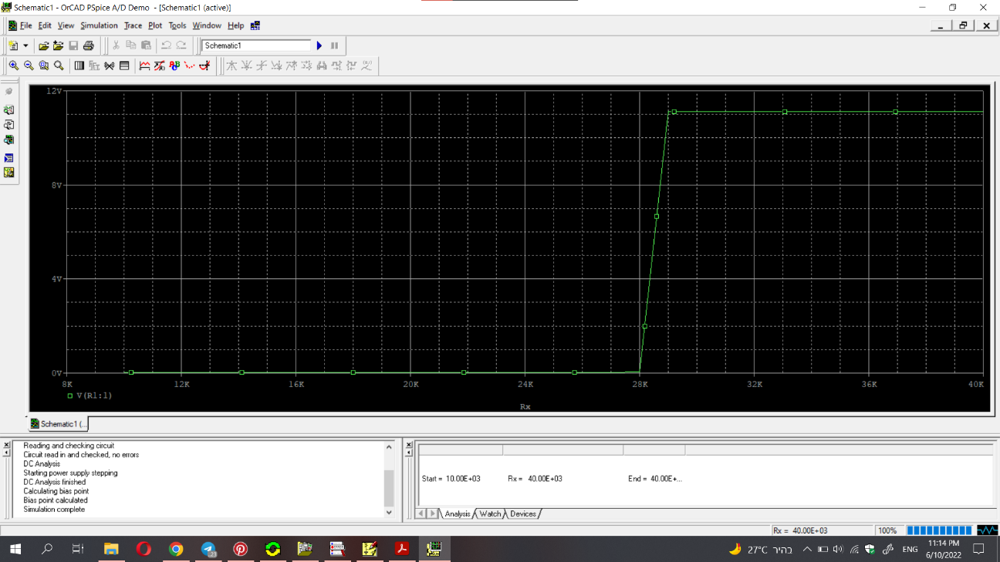 Schematic1 - OrCAD PSpice A/D Demo - [Schematic1 (active)]
File Edit View Simulation Trace Plot Tools Window Help
Schematic1
12V
8V
4V
0V
8K 12K 16K 20K 24K 28K 32K 36K 40K
V(R1:1)
Rx
Schematic1 (...
Reading and checking circuit
Circuit read in and checked, no errors
DC Analysis
Starting power supply stepping
DC Analysis finished
Calculating bias point
Bias point calculated
Simulation complete
Start = 10.00E+03 Rx = 40.00E+03 End = 40.00E+...
Analysis Watch Devices
Rx = 40.00E+03 100%
23
27°C בהיר ENG 11:14 PM
6/10/2022